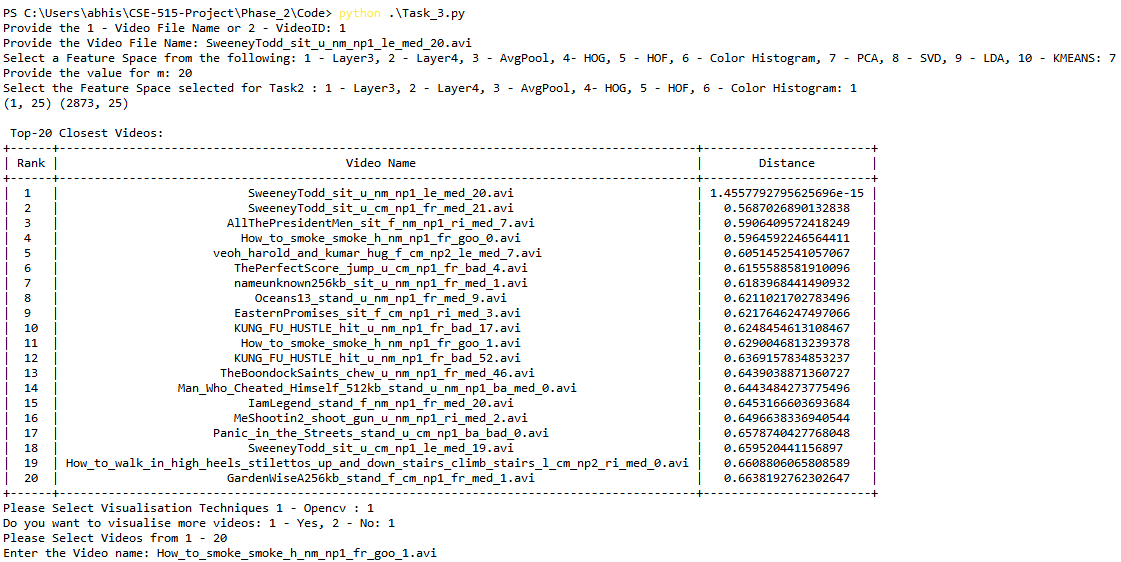 PS C:\Users\abhis\CSE-515-Project\Phase_2\Code> python .\Task_3.py
Provide the 1 - Video File Name or 2 - VideoID: 1
Provide the Video File Name: SweeneyTodd_sit_u_nm_np1_le_med_20.avi
Select a Feature Space from the following: 1 - Layer3, 2 - Layer4, 3 - AvgPool, 4- HOG, 5 - HOF, 6 - Color Histogram, 7 - PCA, 8 - SVD, 9 - LDA, 10 - KMEANS: 7
Provide the value for m: 20
Select the Feature Space selected for Task2 : 1 - Layer3, 2 - Layer4, 3 - AvgPool, 4- HOG, 5 - HOF, 6 - Color Histogram: 1
(1, 25) (2873, 25)
Top-20 Closest Videos:
| Rank | Video Name | Distance |
| 1 | SweeneyTodd_sit_u_nm_np1_le_med_20.avi | 1.4557792795625696e-15 |
| 2 | SweeneyTodd_sit_u_cm_np1_fr_med_21.avi | 0.5687026890132838 |
| 3 | AllThePresidentMen_sit_f_nm_np1_ri_med_7.avi | 0.5906409572418249 |
| 4 | How_to_smoke_smoke_h_nm_np1_fr_goo_0.avi | 0.5964592246564411 |
| 5 | veoh_harold_and_kumar_hug_f_cm_np2_le_med_7.avi | 0.6051452541057067 |
| 6 | ThePerfectScore_jump_u_cm_np1_fr_bad_4.avi | 0.6155588581910096 |
| 7 | nameunknown256kb_sit_u_nm_np1_fr_med_1.avi | 0.6183968441490932 |
| 8 | Oceans13_stand_u_nm_np1_fr_med_9.avi | 0.6211021702783496 |
| 9 | EasternPromises_sit_f_cm_np1_ri_med_3.avi | 0.6217646247497066 |
| 10 | KUNG_FU_HUSTLE_hit_u_nm_np1_fr_bad_17.avi | 0.6248454613108467 |
| 11 | How_to_smoke_smoke_h_nm_np1_fr_goo_1.avi | 0.6290046813239378 |
| 12 | KUNG_FU_HUSTLE_hit_u_nm_np1_fr_bad_52.avi | 0.6369157834853237 |
| 13 | TheBoondockSaints_chew_u_nm_np1_fr_med_46.avi | 0.6439038871360727 |
| 14 | Man_Who_Cheated_Himself_512kb_stand_u_nm_np1_ba_med_0.avi | 0.6443484273775496 |
| 15 | IamLegend_stand_f_nm_np1_fr_med_20.avi | 0.6453166603693684 |
| 16 | MeShootin2_shoot_gun_u_nm_np1_ri_med_2.avi | 0.6496638336940544 |
| 17 | Panic_in_the_Streets_stand_u_cm_np1_ba_bad_0.avi | 0.6578740427768048 |
| 18 | SweeneyTodd_sit_u_cm_np1_le_med_19.avi | 0.659520441156897 |
| 19 | How_to_walk_in_high_heels_stilettos_up_and_down_stairs_climb_stairs_l_cm_np2_ri_med_0.avi | 0.6608806065808589 |
| 20 | GardenWiseA256kb_stand_f_cm_np1_fr_med_1.avi | 0.6638192762302647 |
Please Select Visualisation Techniques 1 - Opencv : 1
Do you want to visualise more videos: 1 - Yes, 2 - No: 1
Please Select Videos from 1 - 20
Enter the Video name: How_to_smoke_smoke_h_nm_np1_fr_goo_1.avi